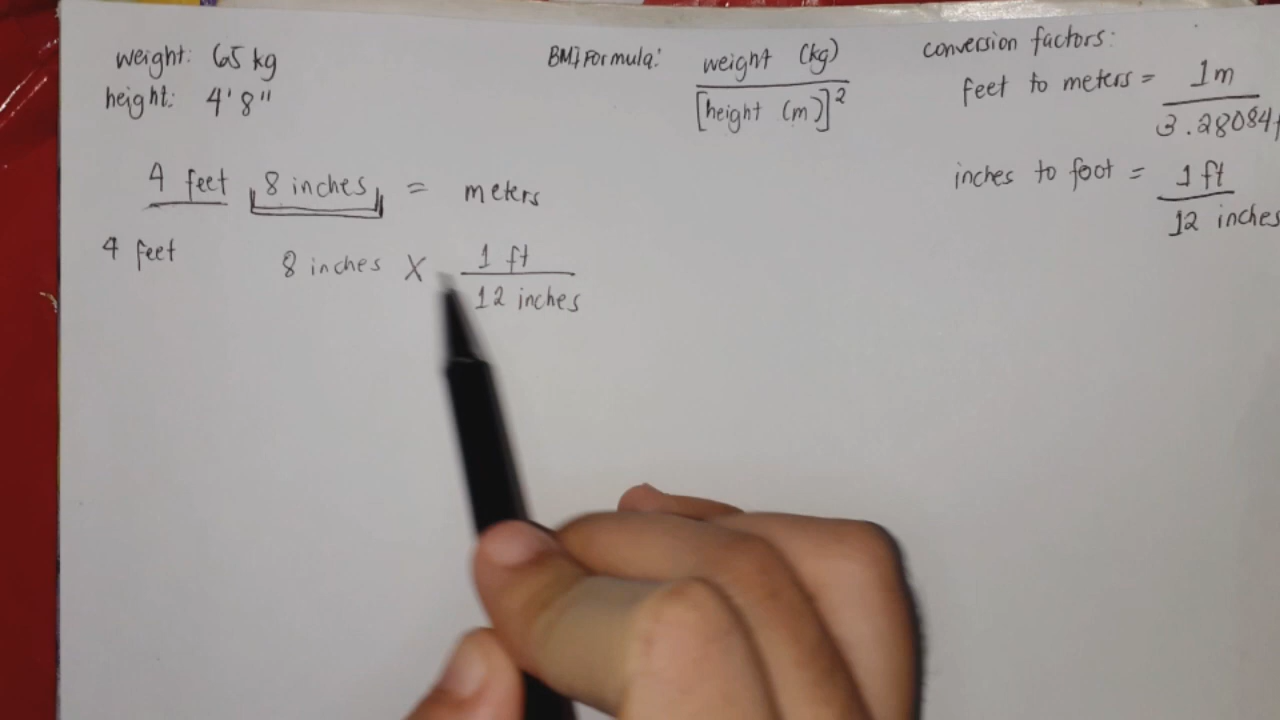 weight: 65 kg
height: 4' 8"
BMI Formula: weight (kg)
[height (m)]²
conversion factors:
feet to meters = 1m
3.28084f
inches to foot = 1 ft
12 inches
4 feet 8 inches = meters
4 feet 8 inches X 1 ft
12 inches